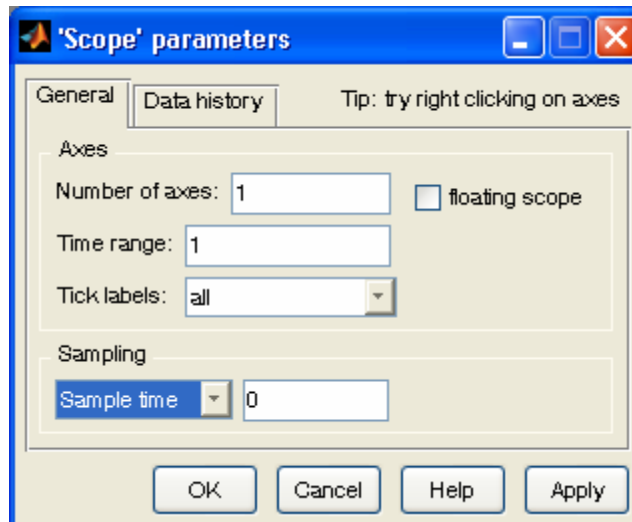 'Scope' parameters
General Data history Tip: try right clicking on axes
Axes
Number of axes: 1 floating scope
Time range: 1
Tick labels: all
Sampling
Sample time 0
OK Cancel Help Apply